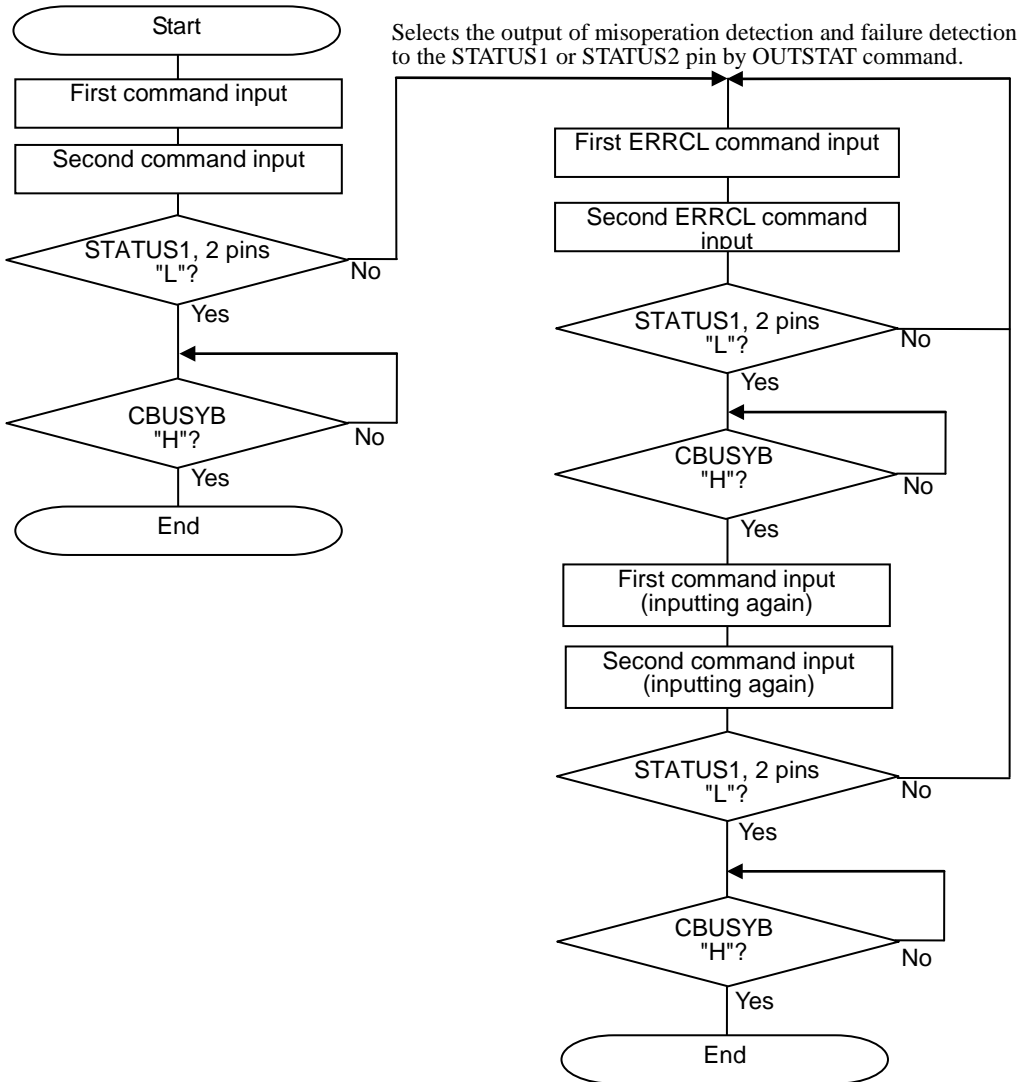 Start
First command input
Second command input
STATUS1, 2 pins
"L"?
No
Yes
CBUSYB
"H"?
No
Yes
End
Selects the output of misoperation detection and failure detection
to the STATUS1 or STATUS2 pin by OUTSTAT command.
First ERRCL command input
Second ERRCL command
input
STATUS1, 2 pins
"L"?
No
Yes
CBUSYB
"H"?
No
Yes
First command input
(inputting again)
Second command input
(inputting again)
STATUS1, 2 pins
"L"?
No
Yes
CBUSYB
"H"?
No
Yes
End